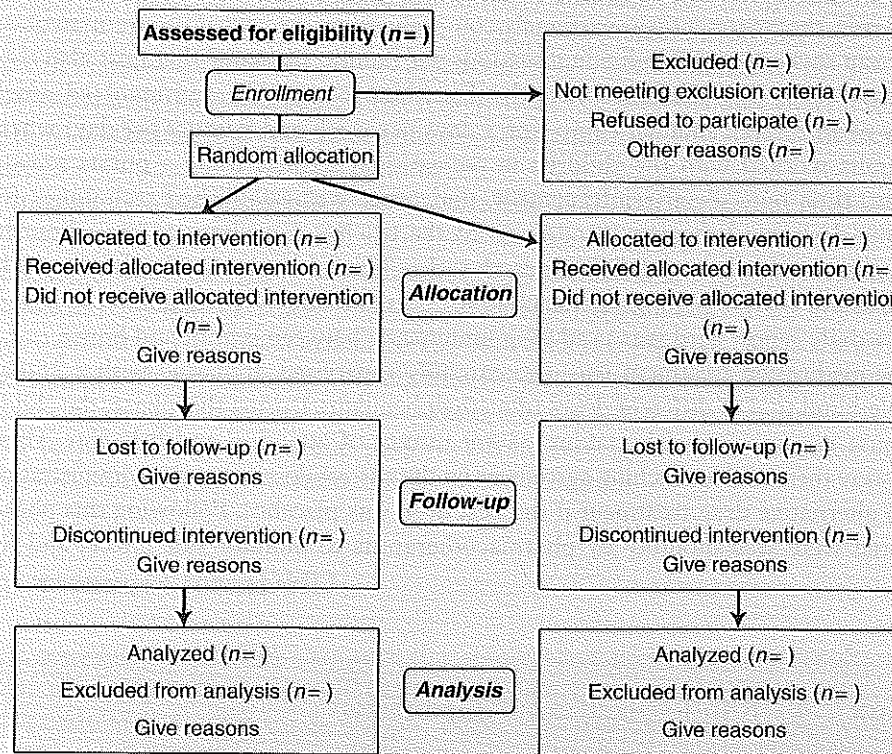 Assessed for eligibility (n= )
Enrollment
Excluded (n= )
Not meeting exclusion criteria (n= )
Refused to participate (n= )
Other reasons (n= )
Random allocation
Allocated to intervention (n= )
Received allocated intervention (n= )
Did not receive allocated intervention
(n= )
Give reasons
Allocation
Allocated to intervention (n= )
Received allocated intervention (n=
Did not receive allocated intervention
(n= )
Give reasons
Lost to follow-up (n= )
Give reasons
Discontinued intervention (n= )
Give reasons
Follow-up
Lost to follow-up (n= )
Give reasons
Discontinued intervention (n= )
Give reasons
Analyzed (n= )
Excluded from analysis (n= )
Give reasons
Analysis
Analyzed (n= )
Excluded from analysis (n= )
Give reasons